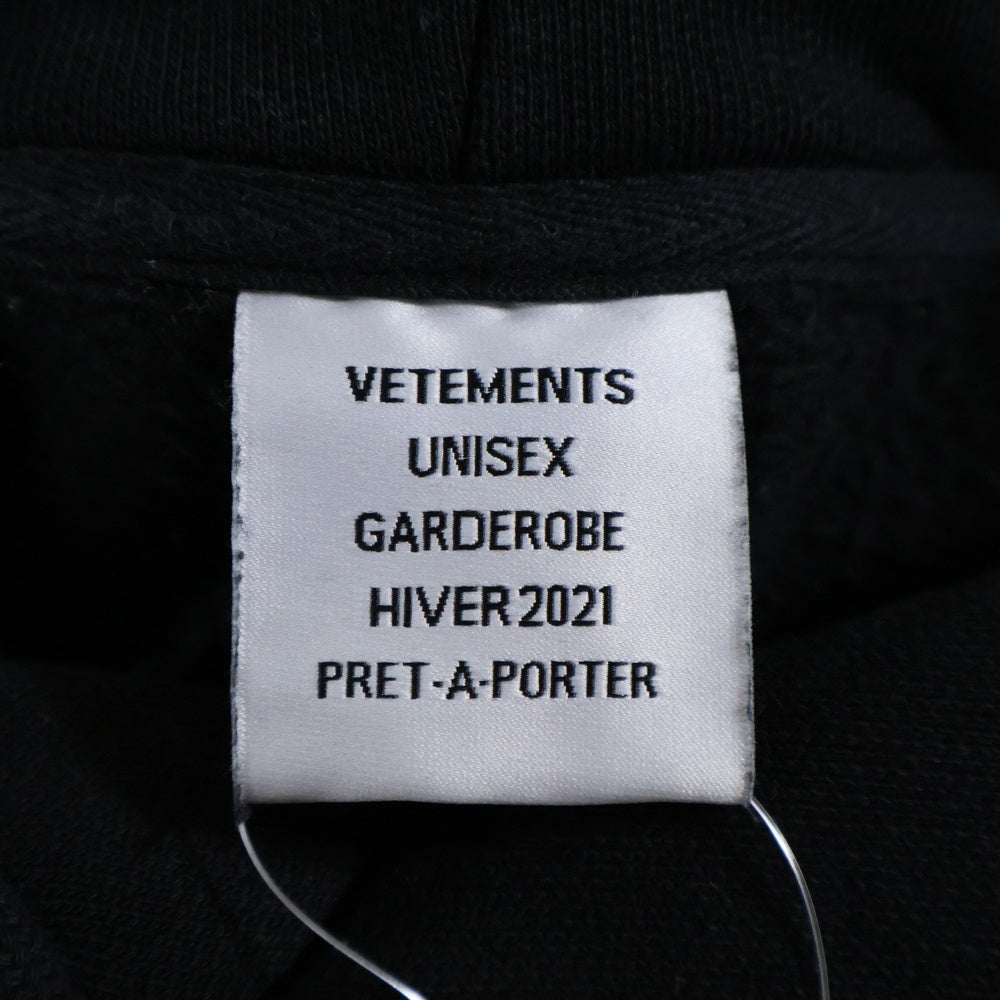 VETEMENTS
UNISEX
GARDEROBE
HIVER 2021
PRET-A-PORTER